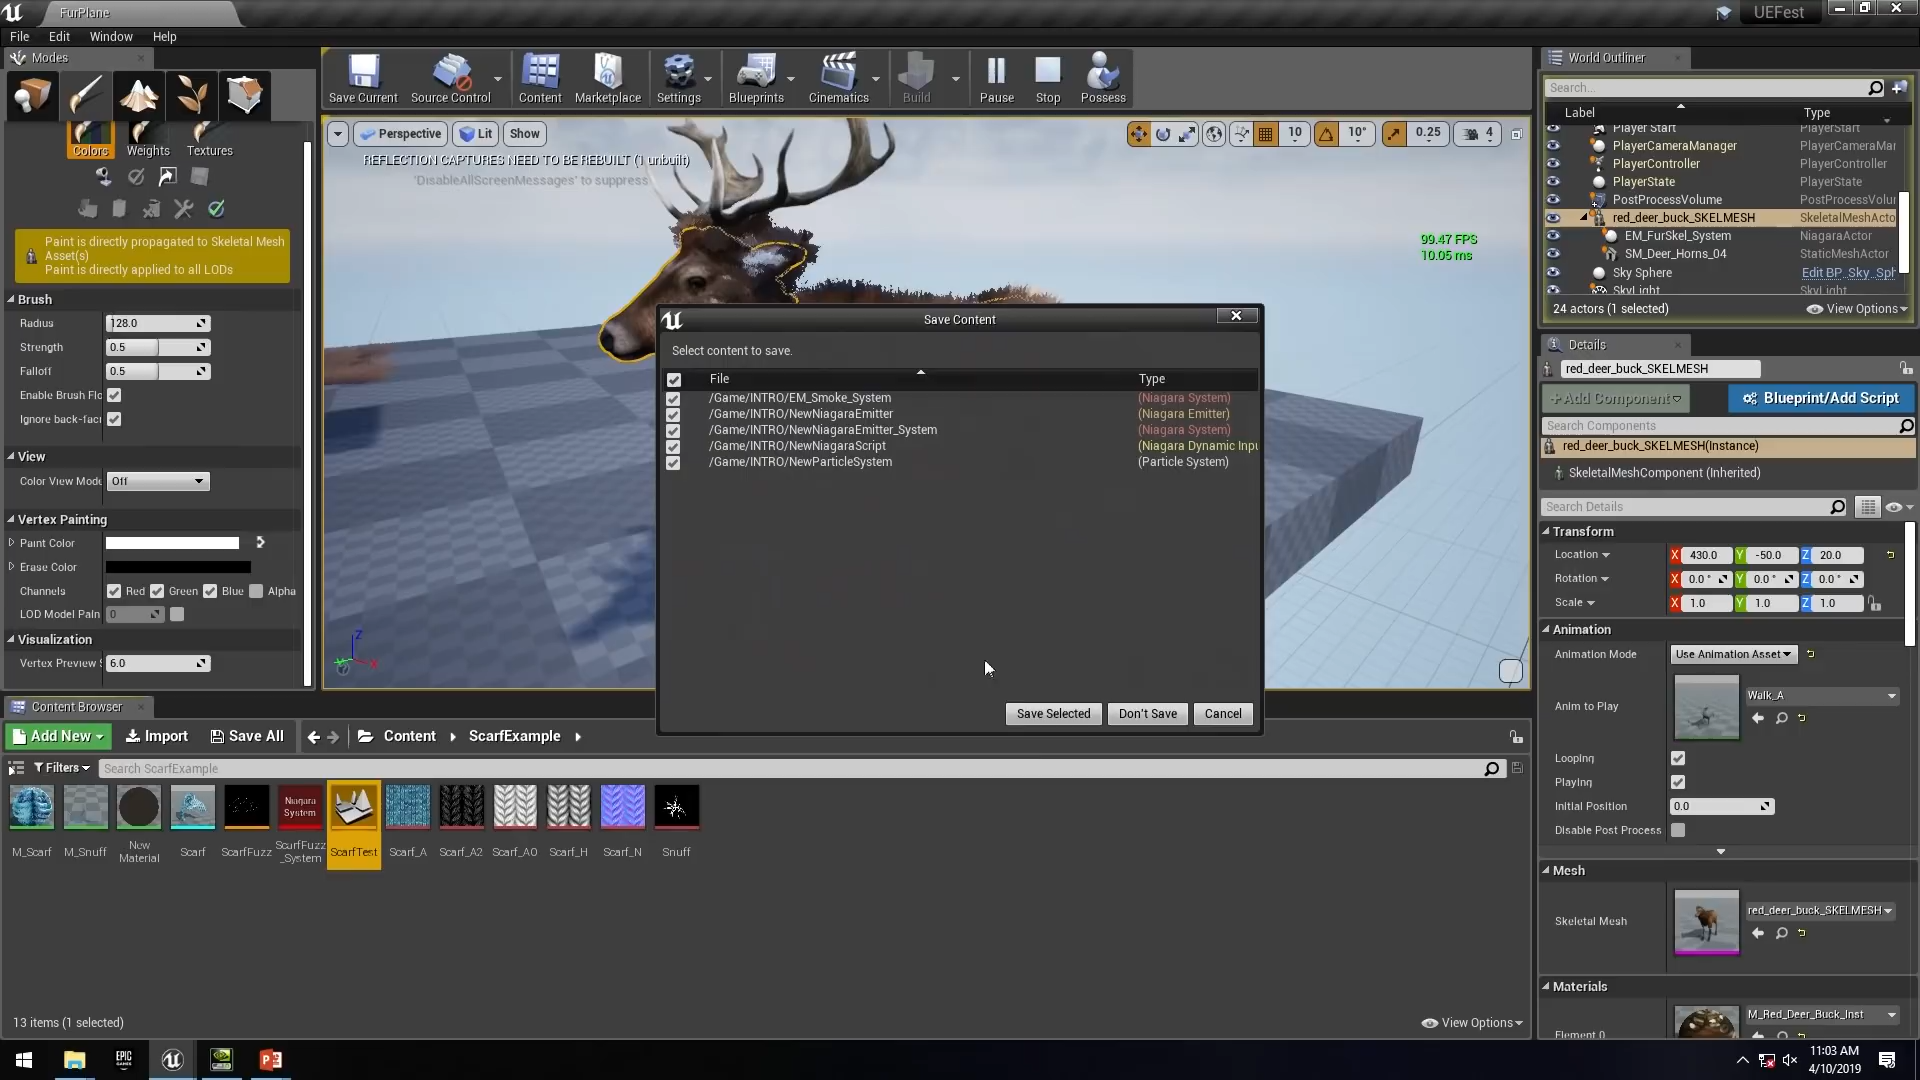 FurPlane
UEFest
File Edit Window Help
Modes
Save Current
Source Control
Content
Marketplace
Settings
Blueprints
Cinematics
Build
Pause
Stop
Possess
World Outliner
Search...
Label Type
Player Start PlayerStart
PlayerCameraManager PlayerCameraMar
PlayerController PlayerController
PlayerState PlayerState
PostProcessVolume PostProcessVolur
red_deer_buck_SKELMESH SkeletalMeshActo
EM_FurSkel_System NiagaraActor
SM_Deer_Horns_04 StaticMeshActor
Sky Sphere Edit BP_Sky_Sph
SkyLight SkyLight
24 actors (1 selected) View Options
Colors Weights Textures
Paint is directly propagated to Skeletal Mesh
Asset(s)
Paint is directly applied to all LODs
Brush
Radius 128.0
Strength 0.5
Falloff 0.5
Enable Brush Flo
Ignore back-faci
View
Color View Mode Off
Vertex Painting
Paint Color
Erase Color
Channels Red Green Blue Alpha
LOD Model Pain 0
Visualization
Vertex Preview S 6.0
Perspective Lit Show
10 10° 0.25 4
REFLECTION CAPTURES NEED TO BE REBUILT (1 unbuilt)
'DisableAllScreenMessages' to suppress
99.47 FPS
10.05 ms
Z
Y
X
Save Content
Select content to save.
File Type
/Game/INTRO/EM_Smoke_System (Niagara System)
/Game/INTRO/NewNiagaraEmitter (Niagara Emitter)
/Game/INTRO/NewNiagaraEmitter_System (Niagara System)
/Game/INTRO/NewNiagaraScript (Niagara Dynamic Inpu
/Game/INTRO/NewParticleSystem (Particle System)
Save Selected Don't Save Cancel
Details
red_deer_buck_SKELMESH
+Add Component Blueprint/Add Script
Search Components
red_deer_buck_SKELMESH(Instance)
SkeletalMeshComponent (Inherited)
Search Details
Transform
Location X 430.0 Y -50.0 Z 20.0
Rotation X 0.0 ° Y 0.0 ° Z 0.0 °
Scale X 1.0 Y 1.0 Z 1.0
Animation
Animation Mode Use Animation Asset
Anim to Play Walk_A
Looping
Playing
Initial Position 0.0
Disable Post Process
Mesh
Skeletal Mesh red_deer_buck_SKELMESH
Materials
Element 0 M_Red_Deer_Buck_Inst
Content Browser
Add New Import Save All Content ScarfExample
Filters Search ScarfExample
Niagara
System
M_Scarf
M_Snuff
New
Material
Scarf
ScarfFuzz
ScarfFuzz
_System
ScarfTest
Scarf_A
Scarf_A2
Scarf_AO
Scarf_H
Scarf_N
Snuff
13 items (1 selected) View Options
EPIC
GAMES
11:03 AM
4/10/2019